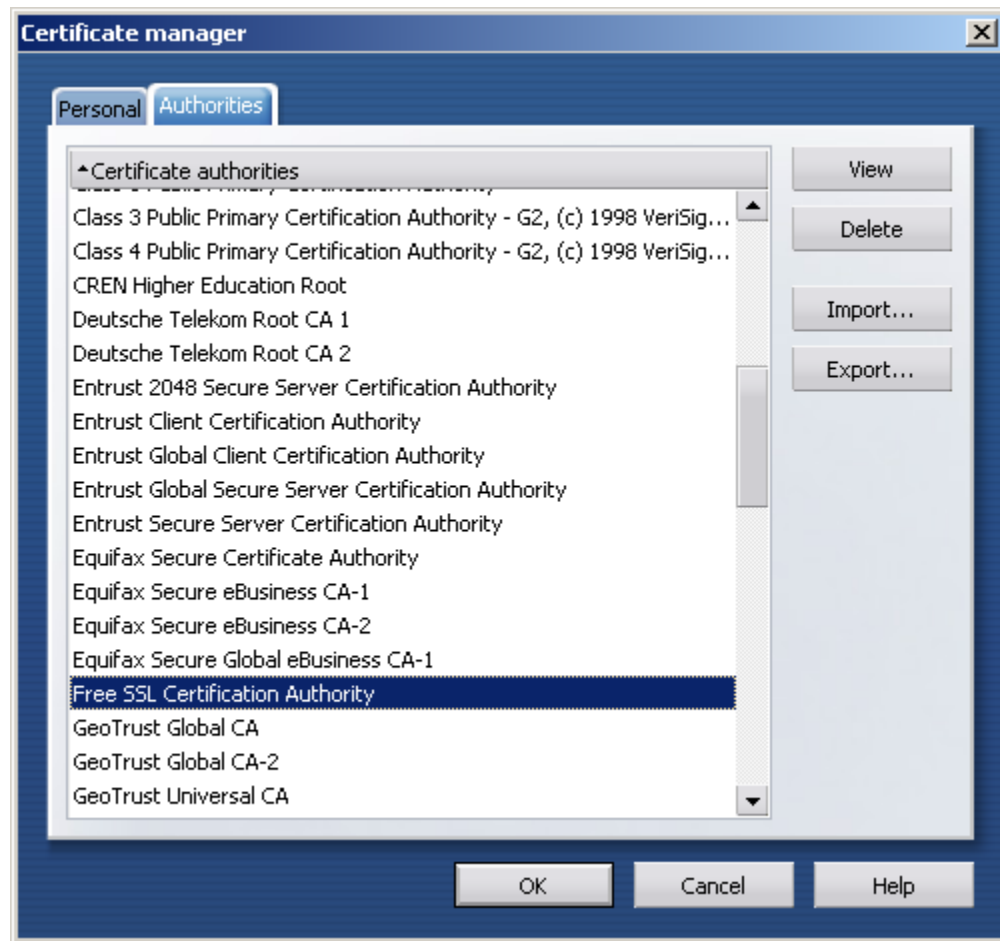 Certificate manager
Personal
Authorities
Certificate authorities
Class 3 Public Primary Certification Authority - G2, (c) 1998 VeriSig...
Class 4 Public Primary Certification Authority - G2, (c) 1998 VeriSig...
CREN Higher Education Root
Deutsche Telekom Root CA 1
Deutsche Telekom Root CA 2
Entrust 2048 Secure Server Certification Authority
Entrust Client Certification Authority
Entrust Global Client Certification Authority
Entrust Global Secure Server Certification Authority
Entrust Secure Server Certification Authority
Equifax Secure Certificate Authority
Equifax Secure eBusiness CA-1
Equifax Secure eBusiness CA-2
Equifax Secure Global eBusiness CA-1
Free SSL Certification Authority
GeoTrust Global CA
GeoTrust Global CA-2
GeoTrust Universal CA
View
Delete
Import...
Export...
OK
Cancel
Help